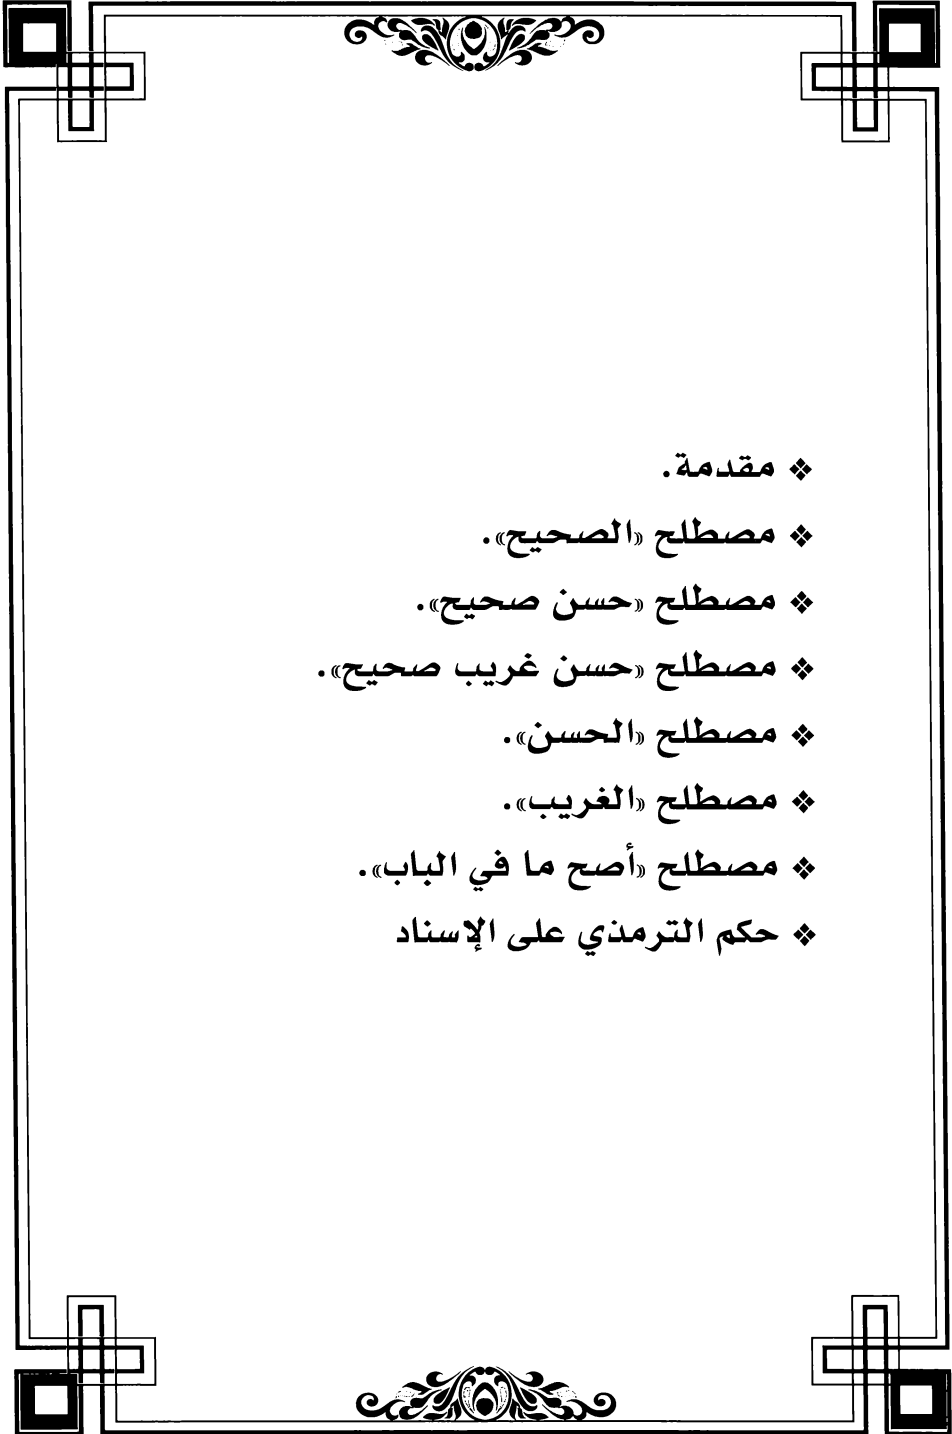 ❖ مقدمة.
❖ مصطلح «الصحيح».
❖ مصطلح «حسن صحيح».
❖ مصطلح «حسن غريب صحيح».
❖ مصطلح «الحسن».
❖ مصطلح «الغريب».
❖ مصطلح «أصح ما في الباب».
❖ حكم الترمذي على الإسناد